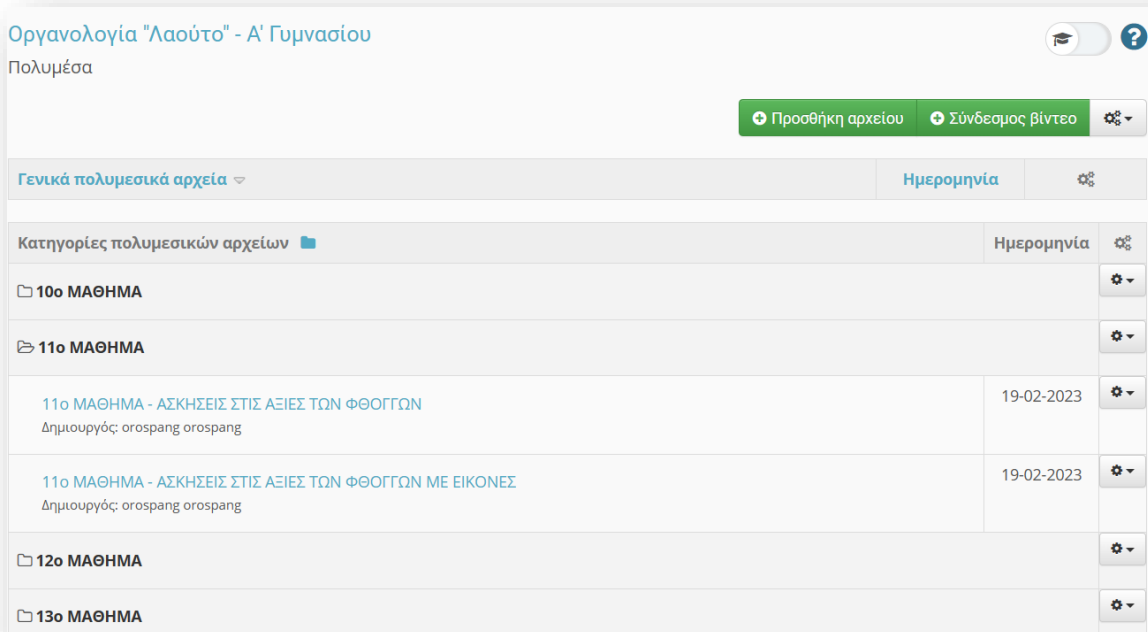 Οργανολογία "Λαούτο" - Α' Γυμνασίου
Πολυμέσα
Προσθήκη αρχείου Σύνδεσμος βίντεο
Γενικά πολυμεσικά αρχεία Ημερομηνία
Κατηγορίες πολυμεσικών αρχείων Ημερομηνία
10ο ΜΑΘΗΜΑ
11ο ΜΑΘΗΜΑ
11ο ΜΑΘΗΜΑ - ΑΣΚΗΣΕΙΣ ΣΤΙΣ ΑΞΙΕΣ ΤΩΝ ΦΘΟΓΓΩΝ 19-02-2023
Δημιουργός: orospang orospang
11ο ΜΑΘΗΜΑ - ΑΣΚΗΣΕΙΣ ΣΤΙΣ ΑΞΙΕΣ ΤΩΝ ΦΘΟΓΓΩΝ ΜΕ ΕΙΚΟΝΕΣ 19-02-2023
Δημιουργός: orospang orospang
12ο ΜΑΘΗΜΑ
13ο ΜΑΘΗΜΑ